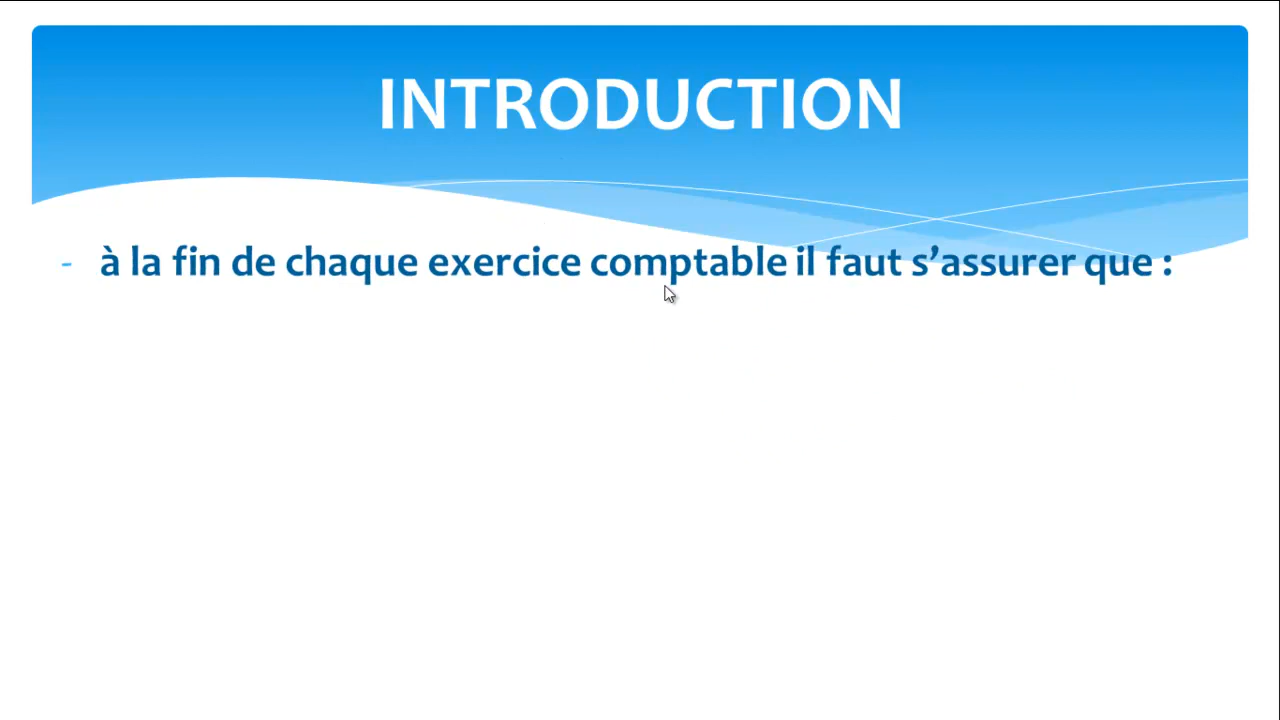 INTRODUCTION
- à la fin de chaque exercice comptable il faut s’assurer que :